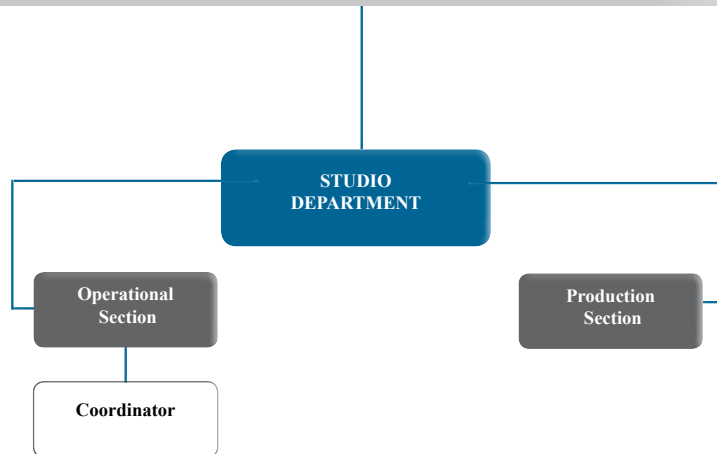 STUDIO
DEPARTMENT
Operational
Section
Production
Section
Coordinator